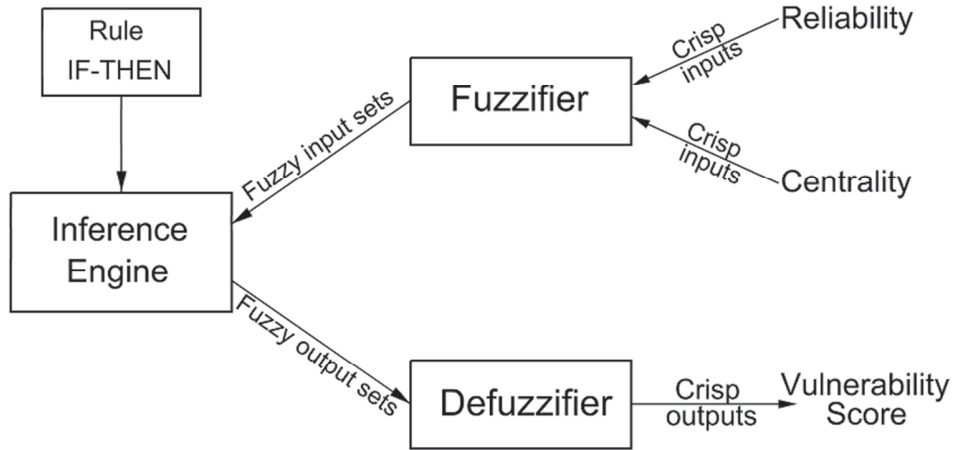 Rule
IF-THEN
Reliability
Crisp
inputs
Fuzzifier
Crisp
inputs
Centrality
Fuzzy input sets
Inference
Engine
Fuzzy output sets
Defuzzifier
Crisp
outputs
Vulnerability
Score